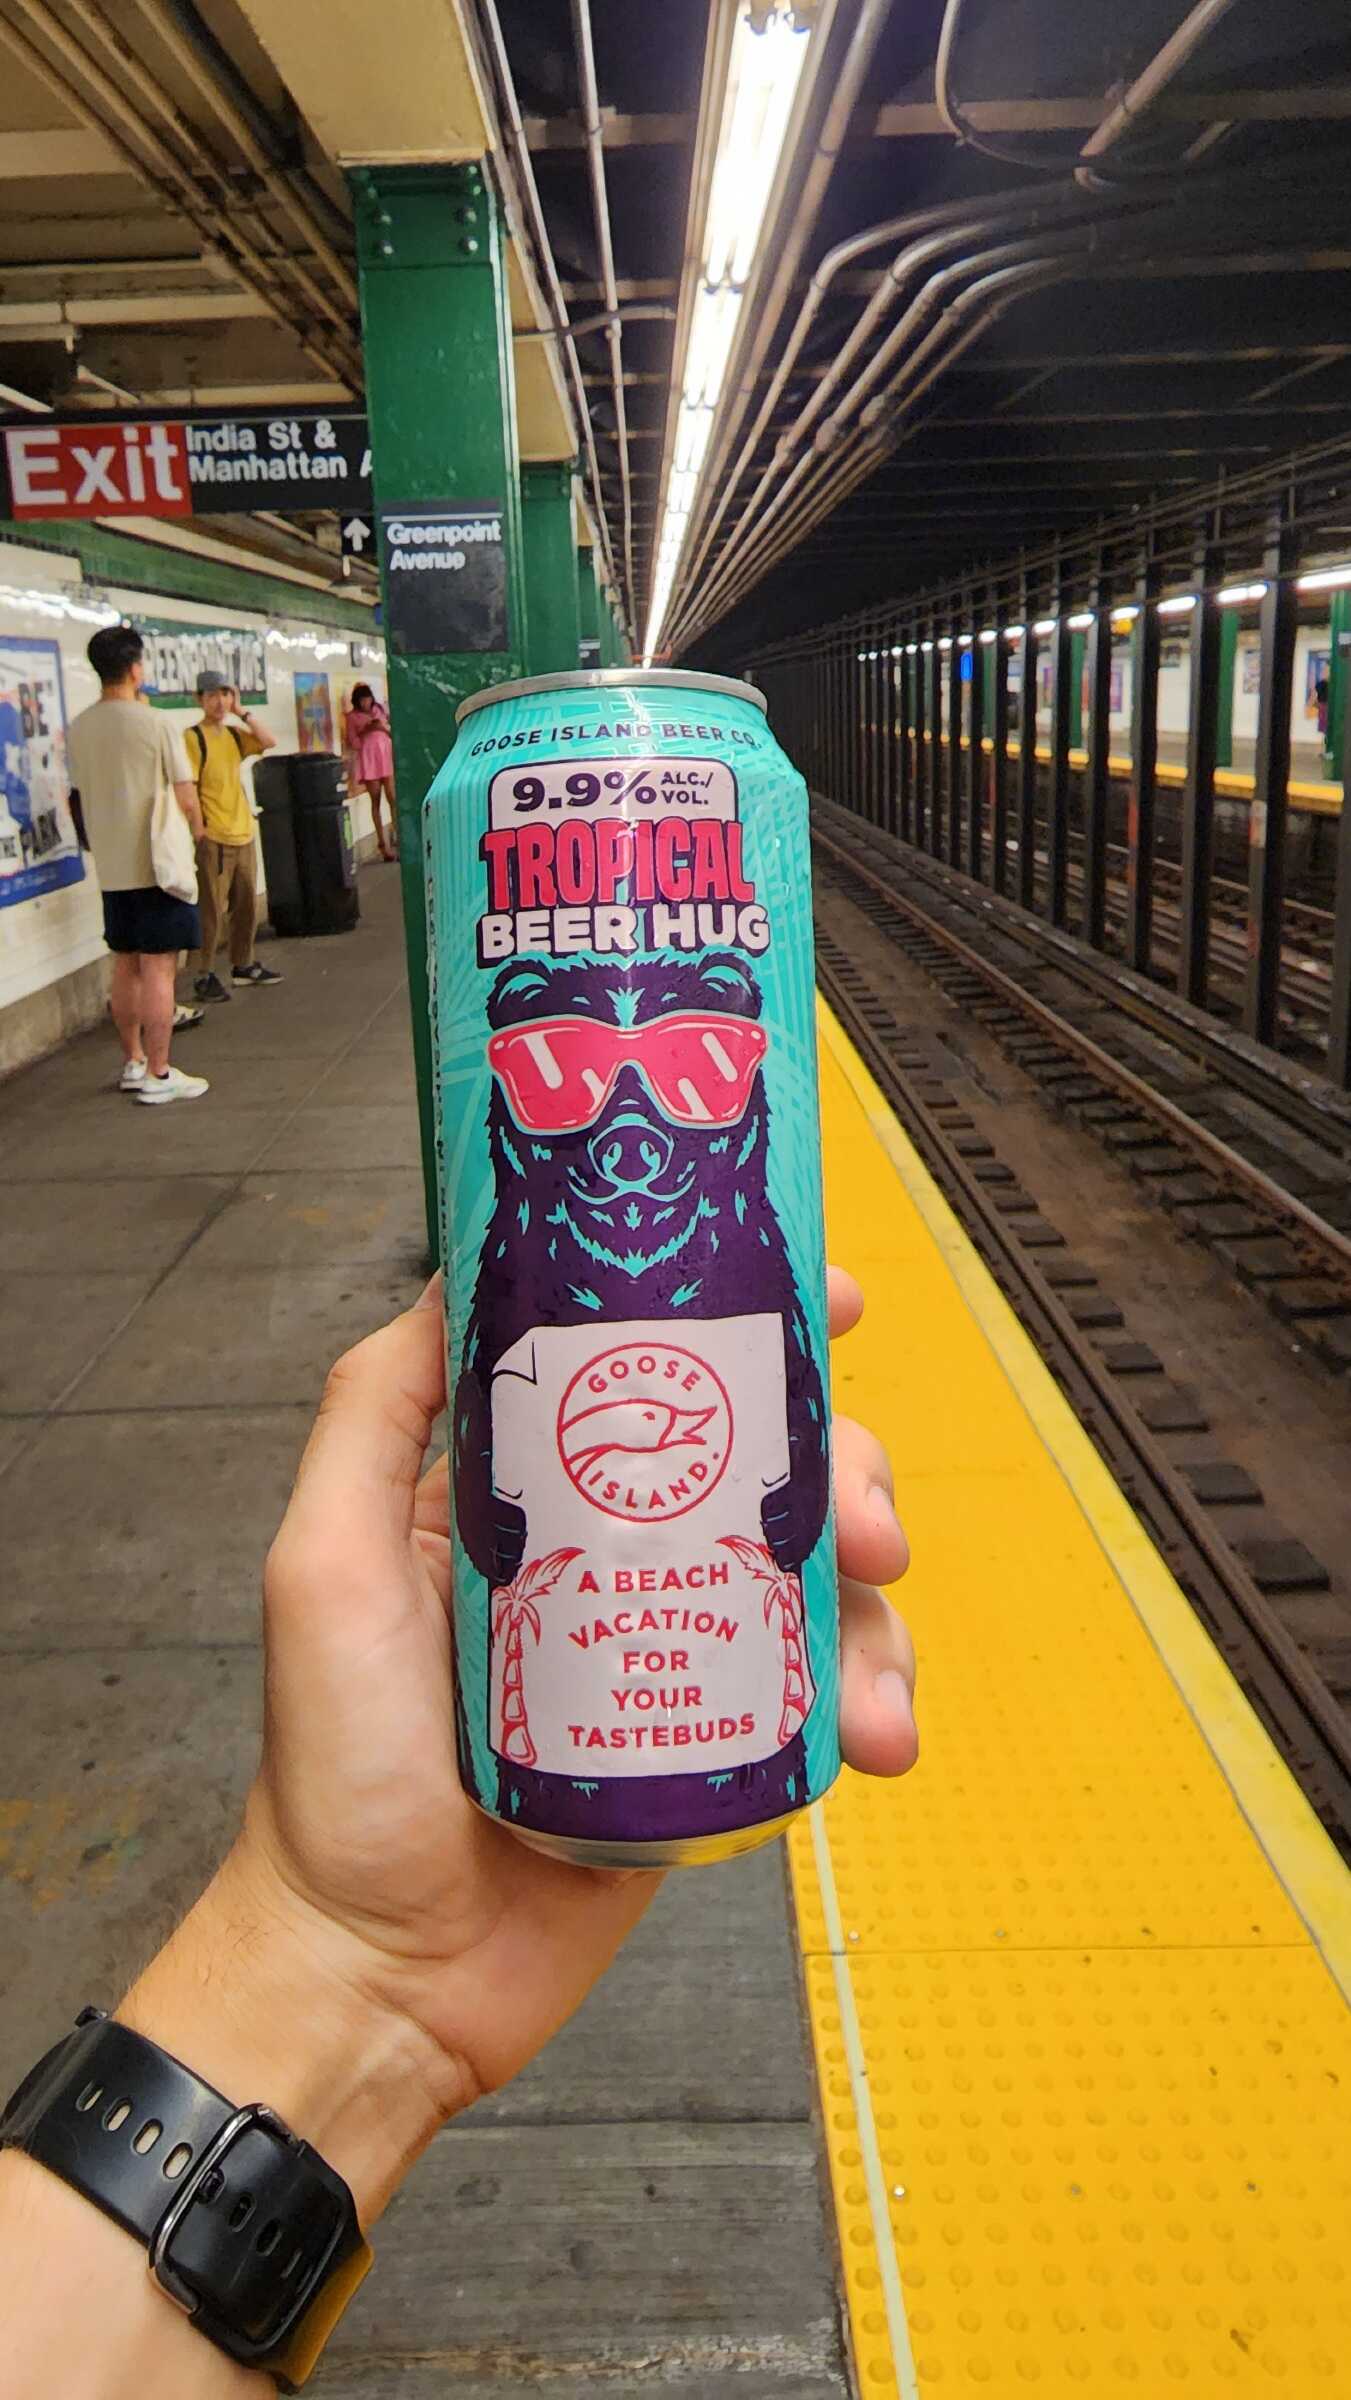 Exit
India St &
Manhattan
Greenpoint
Avenue
GOOSE ISLAND BEER CO.
9.9% ALC./
VOL.
TROPICAL
BEER HUG
GOOSE
ISLAND.
A BEACH
VACATION
FOR
YOUR
TASTEBUDS